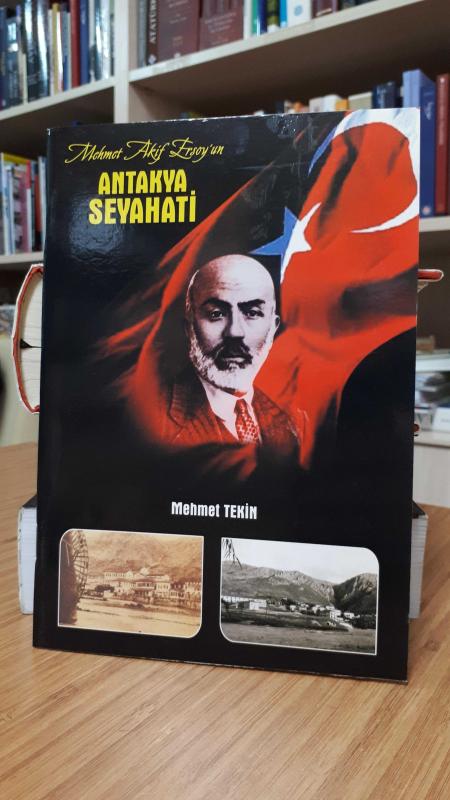 Mehmet Akif Ersoy'un
ANTAKYA
SEYAHATİ
Mehmet TEKİN